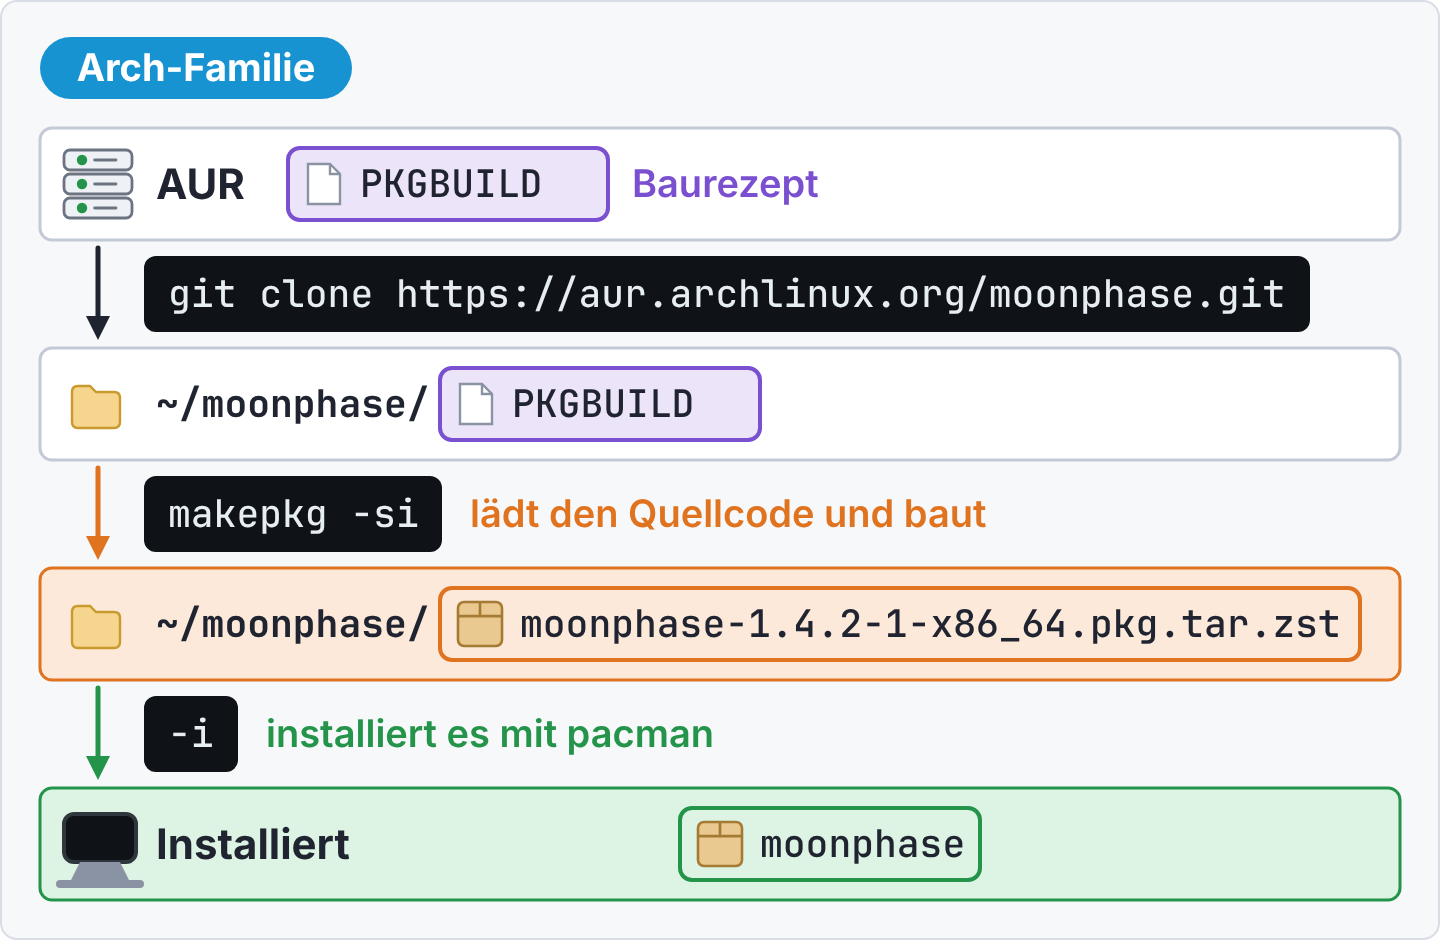 Arch-Familie
AUR PKGBUILD Baurezept
git clone https://aur.archlinux.org/moonphase.git
~/moonphase/ PKGBUILD
makepkg -si lädt den Quellcode und baut
~/moonphase/ moonphase-1.4.2-1-x86_64.pkg.tar.zst
-i installiert es mit pacman
Installiert moonphase